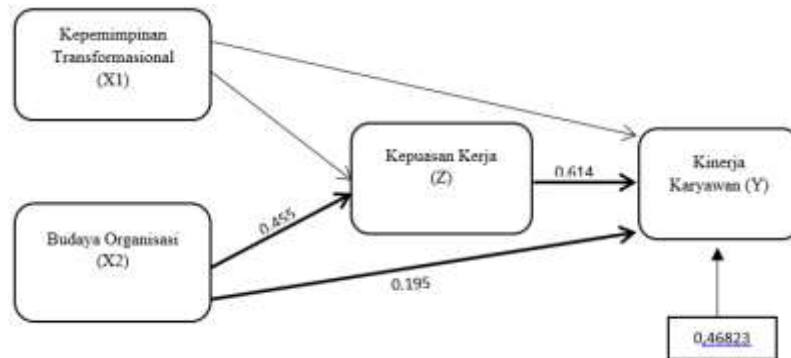 Kepemimpinan
Transformasional
(X1)
Kepuasan Kerja
(Z)
0.614
Kinerja
Karyawan (Y)
0.455
Budaya Organisasi
(X2)
0.195
0,46823